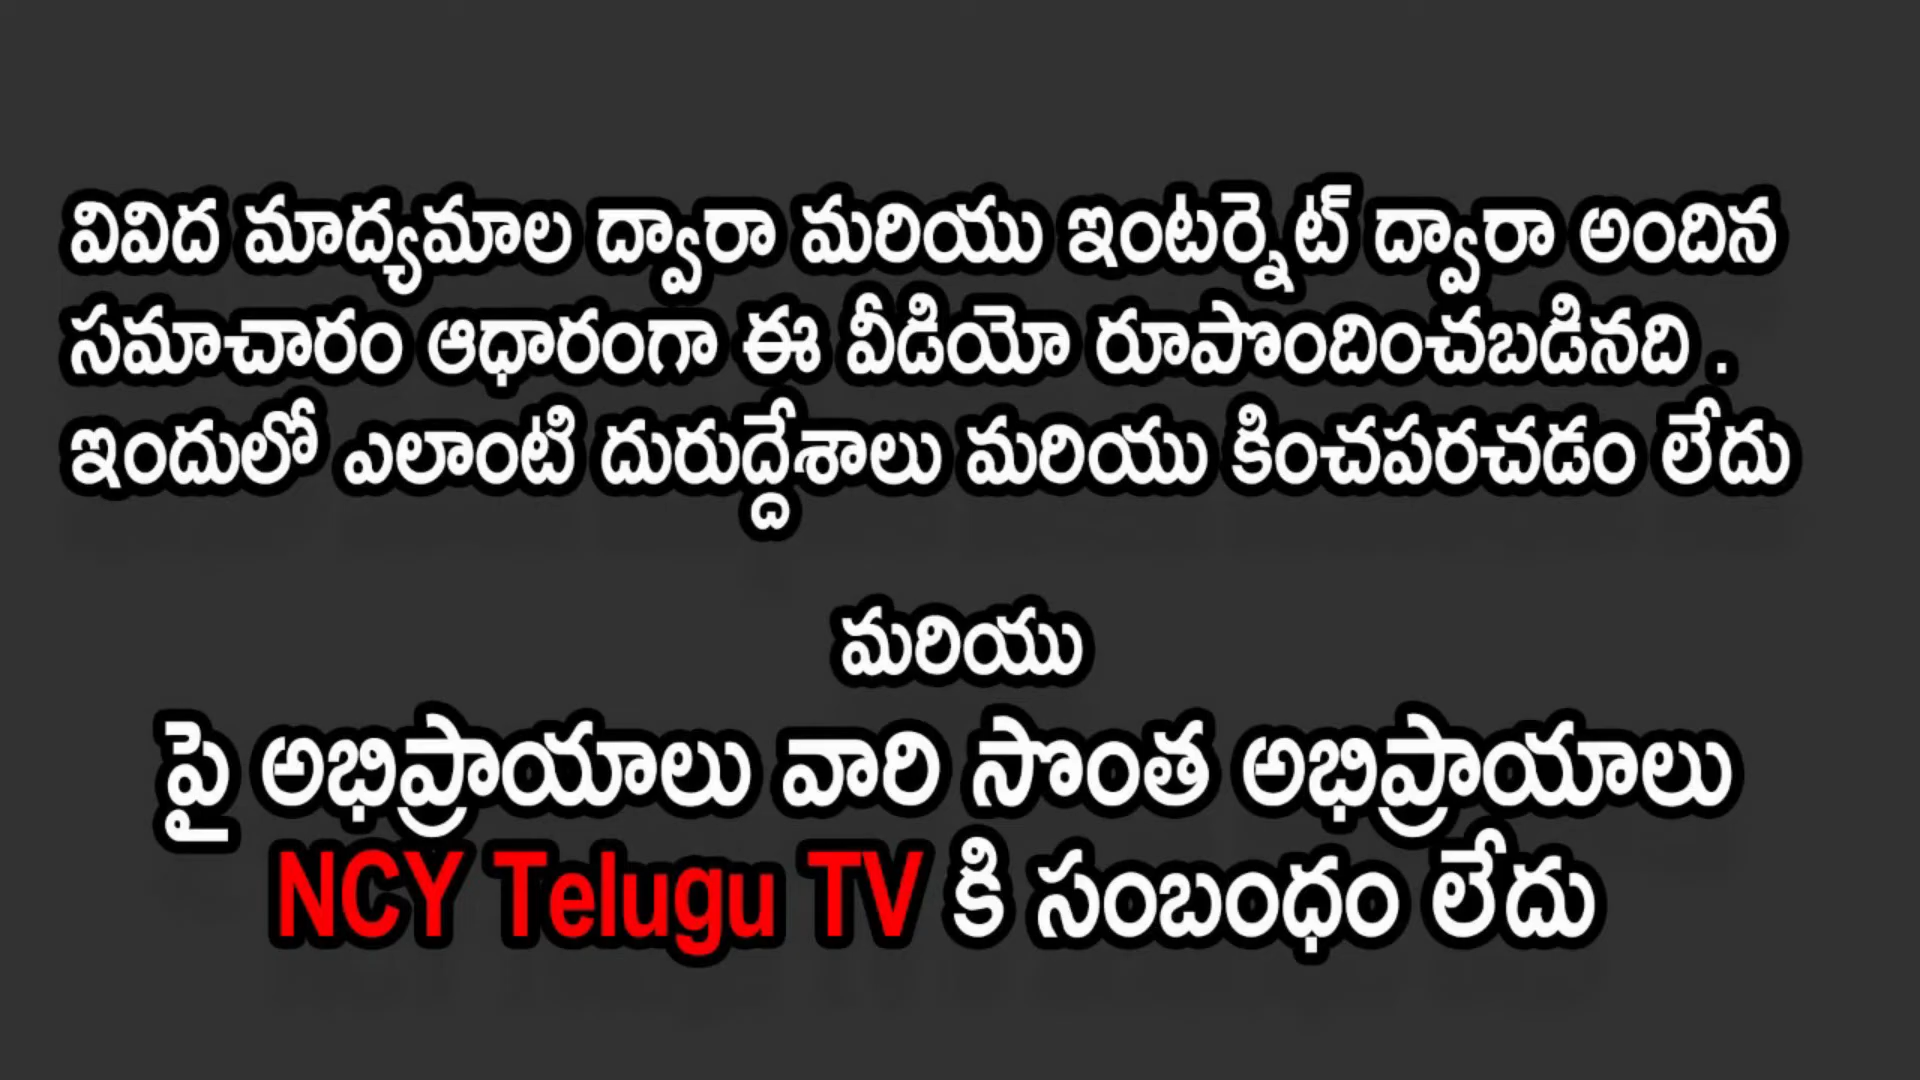 వివిద మాద్యమాల ద్వారా మరియు ఇంటర్నెట్ ద్వారా అందిన
సమాచారం ఆధారంగా ఈ వీడియో రూపొందించబడినది .
ఇందులో ఎలాంటి దురుద్దేశాలు మరియు కించపరచడం లేదు
మరియు
పై అభిప్రాయాలు వారి సొంత అభిప్రాయాలు
NCY Telugu TV కి సంబంధం లేదు